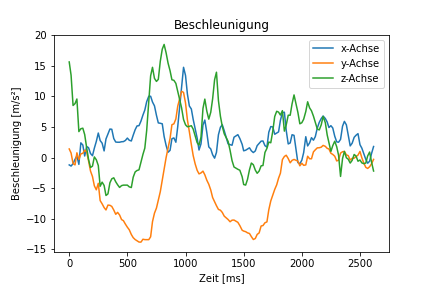 Beschleunigung
x-Achse
y-Achse
z-Achse
Beschleunigung [m/s²]
20
15
10
5
0
−5
−10
−15
0
500
1000
1500
2000
2500
Zeit [ms]